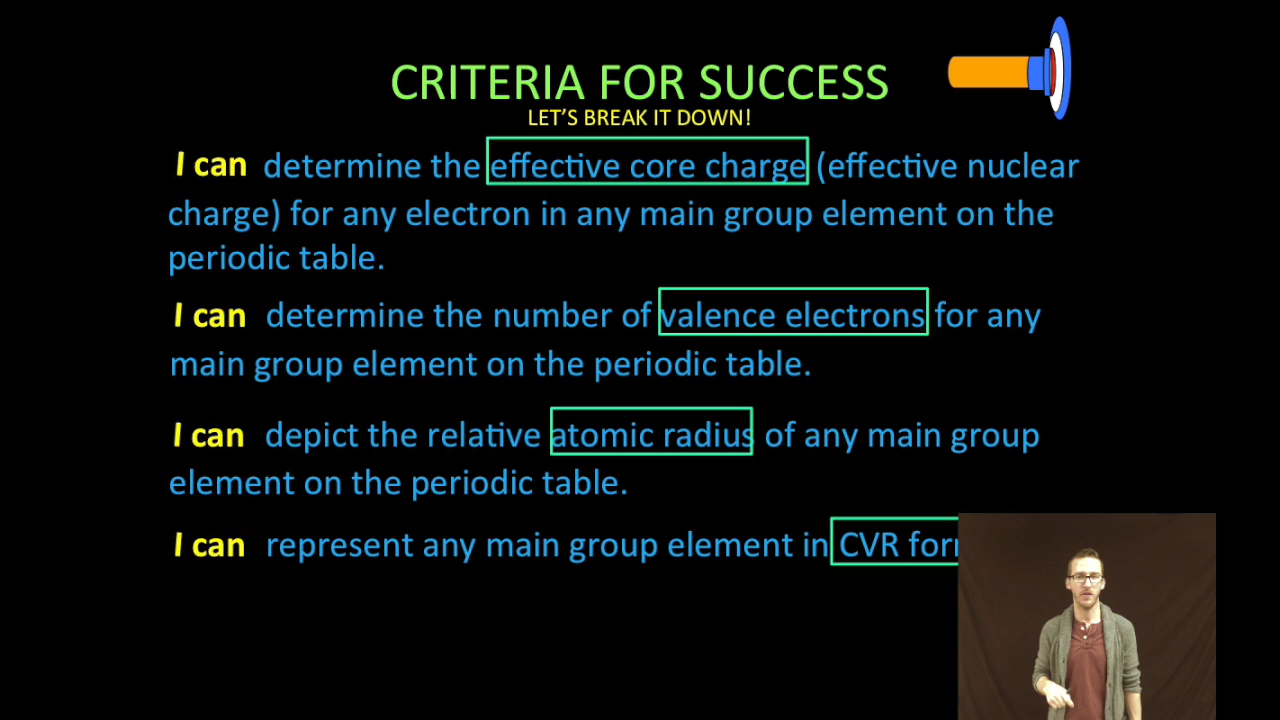 CRITERIA FOR SUCCESS
LET'S BREAK IT DOWN!
I can determine the effective core charge (effective nuclear
charge) for any electron in any main group element on the
periodic table.
I can determine the number of valence electrons for any
main group element on the periodic table.
I can depict the relative atomic radius of any main group
element on the periodic table.
I can represent any main group element in CVR